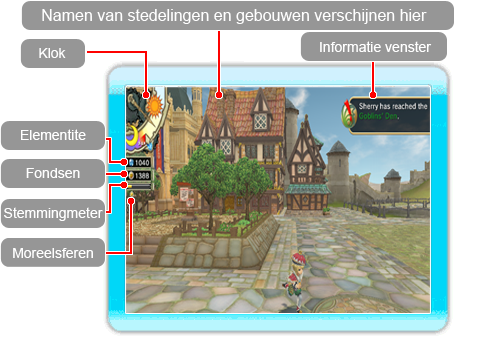 Namen van stedelingen en gebouwen verschijnen hier
Klok
Informatie venster
Sherry has reached the
Goblins' Den.
Elementite
1040
Fondsen
1388
Stemmingmeter
Moreelsferen